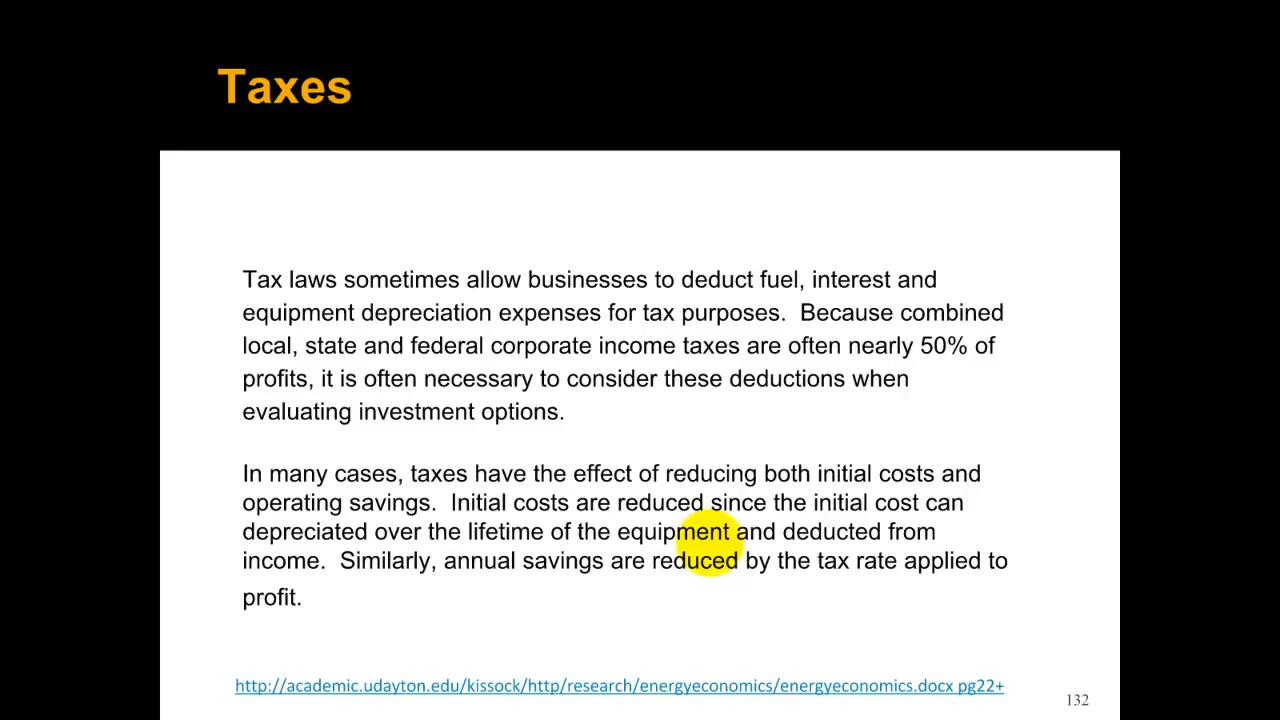 Taxes
Tax laws sometimes allow businesses to deduct fuel, interest and
equipment depreciation expenses for tax purposes.  Because combined
local, state and federal corporate income taxes are often nearly 50% of
profits, it is often necessary to consider these deductions when
evaluating investment options.
In many cases, taxes have the effect of reducing both initial costs and
operating savings.  Initial costs are reduced since the initial cost can
depreciated over the lifetime of the equipment and deducted from
income.  Similarly, annual savings are reduced by the tax rate applied to
profit.
http://academic.udayton.edu/kissock/http/research/energyeconomics/energyeconomics.docx pg22+
132